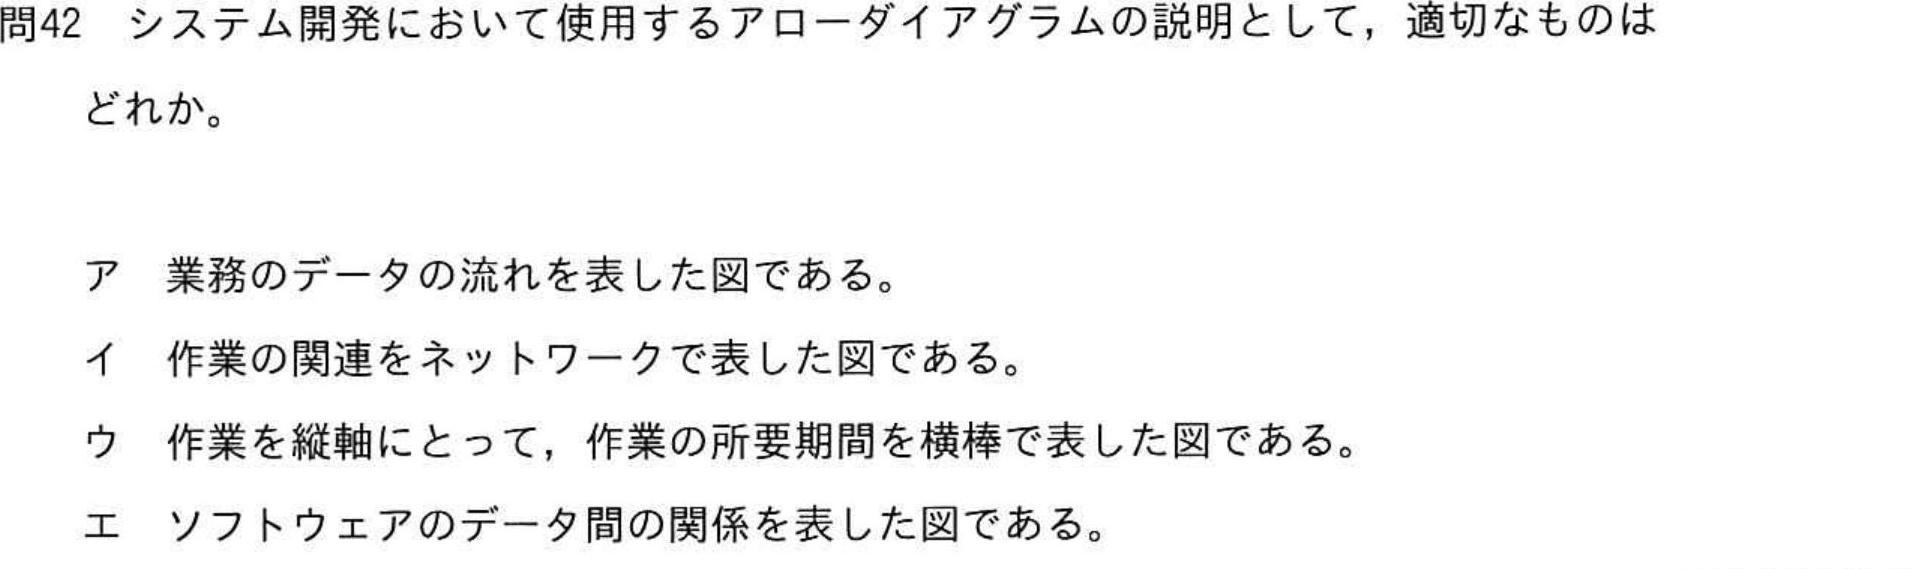 問42　システム開発において使用するアローダイアグラムの説明として，適切なものは
どれか。
ア　業務のデータの流れを表した図である。
イ　作業の関連をネットワークで表した図である。
ウ　作業を縦軸にとって，作業の所要期間を横棒で表した図である。
エ　ソフトウェアのデータ間の関係を表した図である。